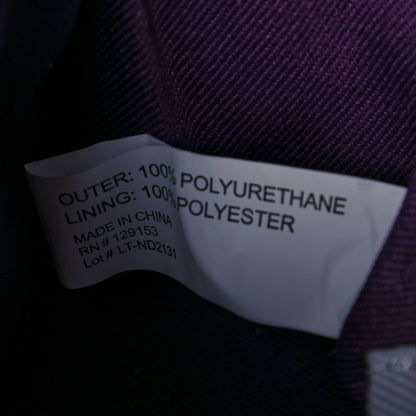 OUTER: 100% POLYURETHANE
LINING: 100% POLYESTER
MADE IN CHINA
RN# 129153
Lot# LT-ND2131